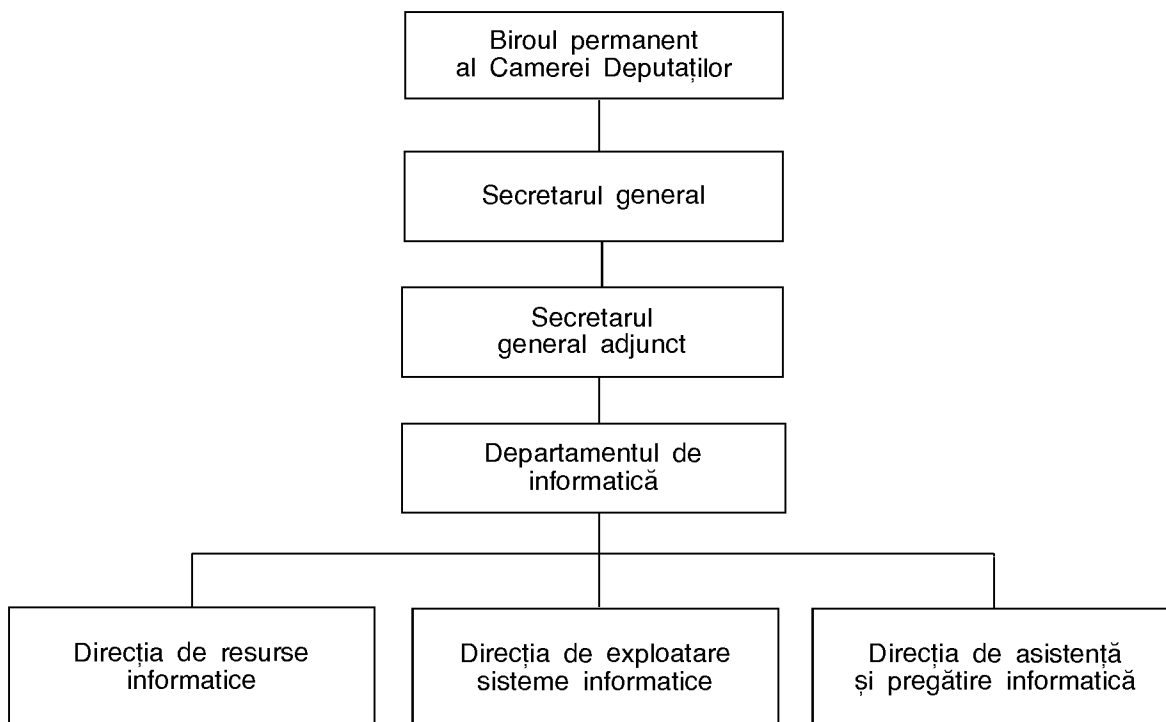 Biroul permanent
al Camerei Deputaților
Secretarul general
Secretarul
general adjunct
Departamentul de
informatică
Direcția de resurse
informatice
Direcția de exploatare
sisteme informatice
Direcția de asistență
și pregătire informatică